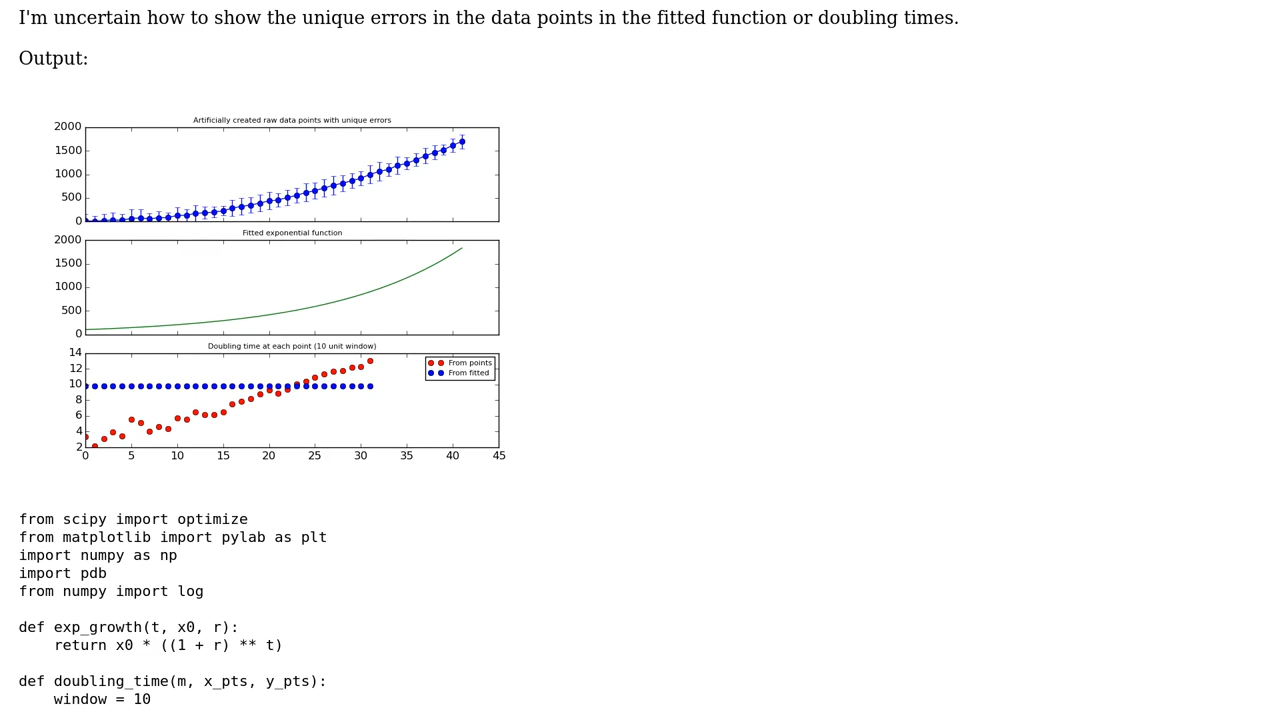 I'm uncertain how to show the unique errors in the data points in the fitted function or doubling times.
Output:
Artificially created raw data points with unique errors
2000
1500
1000
500
0
Fitted exponential function
2000
1500
1000
500
0
Doubling time at each point (10 unit window)
14
12
10
8
6
4
2
From points
From fitted
0 5 10 15 20 25 30 35 40 45
from scipy import optimize
from matplotlib import pylab as plt
import numpy as np
import pdb
from numpy import log
def exp_growth(t, x0, r):
    return x0 * ((1 + r) ** t)
def doubling_time(m, x_pts, y_pts):
    window = 10